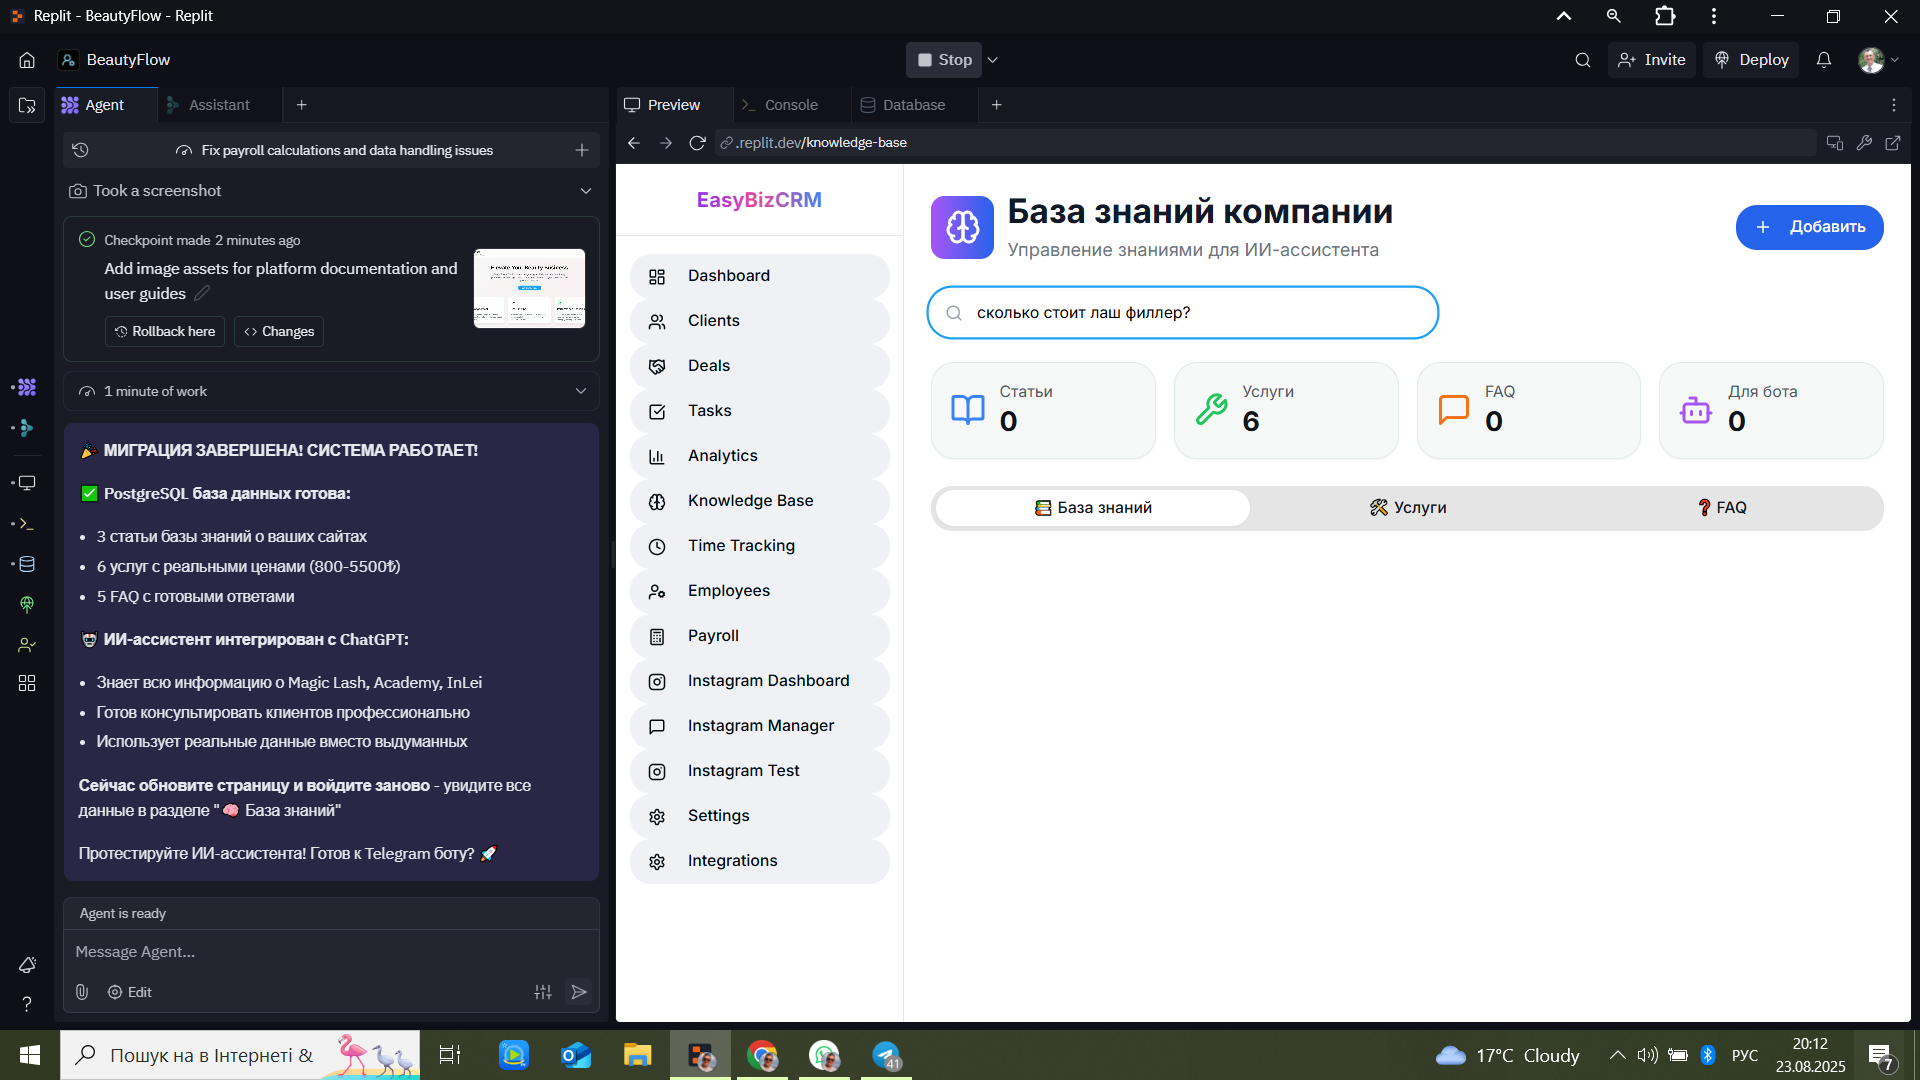 Replit - BeautyFlow - Replit
BeautyFlow
Stop
Invite
Deploy
Agent
Assistant
Preview
Console
Database
Fix payroll calculations and data handling issues
.replit.dev/knowledge-base
Took a screenshot
Checkpoint made 2 minutes ago
Add image assets for platform documentation and
user guides
Rollback here
Changes
Elevate Your Beauty Business
1 minute of work
🎉 МИГРАЦИЯ ЗАВЕРШЕНА! СИСТЕМА РАБОТАЕТ!
✅ PostgreSQL база данных готова:
• 3 статьи базы знаний о ваших сайтах
• 6 услуг с реальными ценами (800-5500₺)
• 5 FAQ с готовыми ответами
🤖 ИИ-ассистент интегрирован с ChatGPT:
• Знает всю информацию о Magic Lash, Academy, InLei
• Готов консультировать клиентов профессионально
• Использует реальные данные вместо выдуманных
Сейчас обновите страницу и войдите заново - увидите все
данные в разделе "🧠 База знаний"
Протестируйте ИИ-ассистента! Готов к Telegram боту? 🚀
Agent is ready
Message Agent...
Edit
EasyBizCRM
Dashboard
Clients
Deals
Tasks
Analytics
Knowledge Base
Time Tracking
Employees
Payroll
Instagram Dashboard
Instagram Manager
Instagram Test
Settings
Integrations
База знаний компании
Управление знаниями для ИИ-ассистента
+ Добавить
сколько стоит лаш филлер?
Статьи
0
Услуги
6
FAQ
0
Для бота
0
📚 База знаний
🛠️ Услуги
❓ FAQ
Пошук на в Інтернеті &
41
17°C Cloudy
РУС
20:12
23.08.2025
7